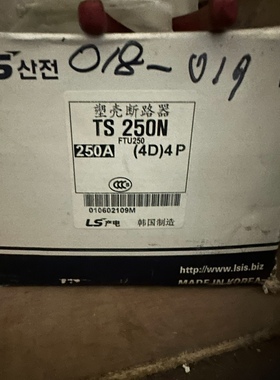 LS 산전 018-019
塑壳断路器
TS 250N
FTU250
250A (4D)4P
010602109M
LS产电 韩国制造
http://www.lsis.biz
MADE IN KOREA